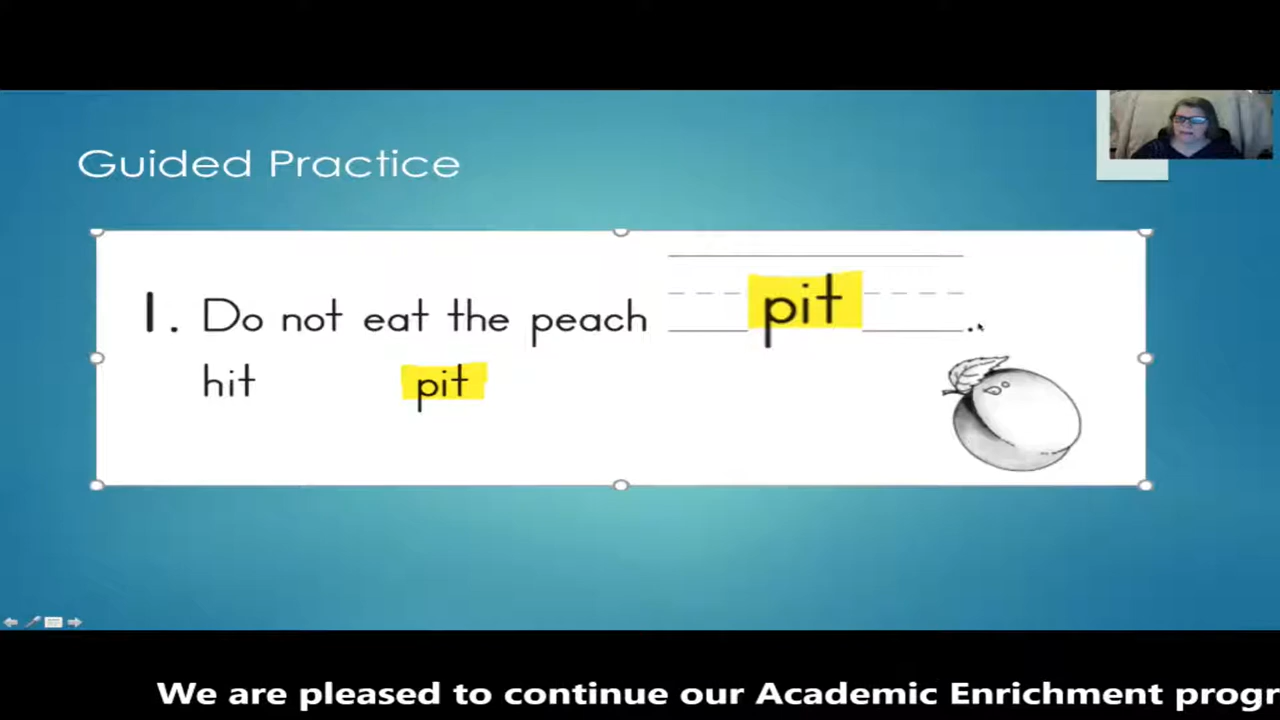 Guided Practice
1. Do not eat the peach pit.
hit pit
We are pleased to continue our Academic Enrichment progr